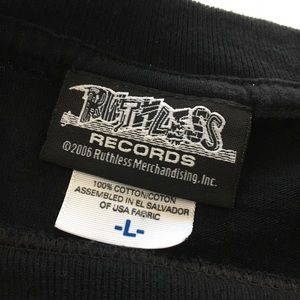 RUTHLESS
RECORDS
©2006 Ruthless Merchandising, Inc.
100% COTTON/COTON
ASSEMBLED IN EL SALVADOR
OF USA FABRIC
-L-